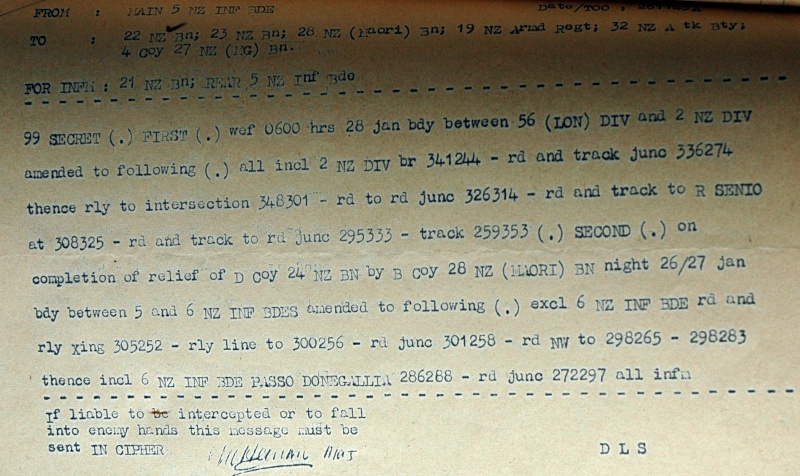 FROM : MAIN 5 NZ INF BDE Date/TOO :
TO : 22 NZ Bn; 23 NZ Bn; 28 NZ (Maori) Bn; 19 NZ Armd Regt; 32 NZ A tk Bty;
4 Coy 27 NZ (MG) Bn.
FOR INFM : 21 NZ Bn; REAR 5 NZ Inf Bde
99 SECRET (.) FIRST (.) wef 0600 hrs 28 jan bdy between 56 (LON) DIV and 2 NZ DIV
amended to following (.) all incl 2 NZ DIV br 341244 - rd and track junc 336274
thence rly to intersection 348301 - rd to rd junc 326314 - rd and track to R SENIO
at 308325 - rd and track to rd junc 295333 - track 259353 (.) SECOND (.) on
completion of relief of D Coy 24 NZ BN by B Coy 28 NZ (MAORI) BN night 26/27 jan
bdy between 5 and 6 NZ INF BDES amended to following (.) excl 6 NZ INF BDE rd and
rly xing 305252 - rly line to 300256 - rd junc 301258 - rd NW to 298265 - 298283
thence incl 6 NZ INF BDE PASSO DONEGALLIA 286288 - rd junc 272297 all infm
If liable to be intercepted or to fall
into enemy hands this message must be
sent IN CIPHER Maj D L S